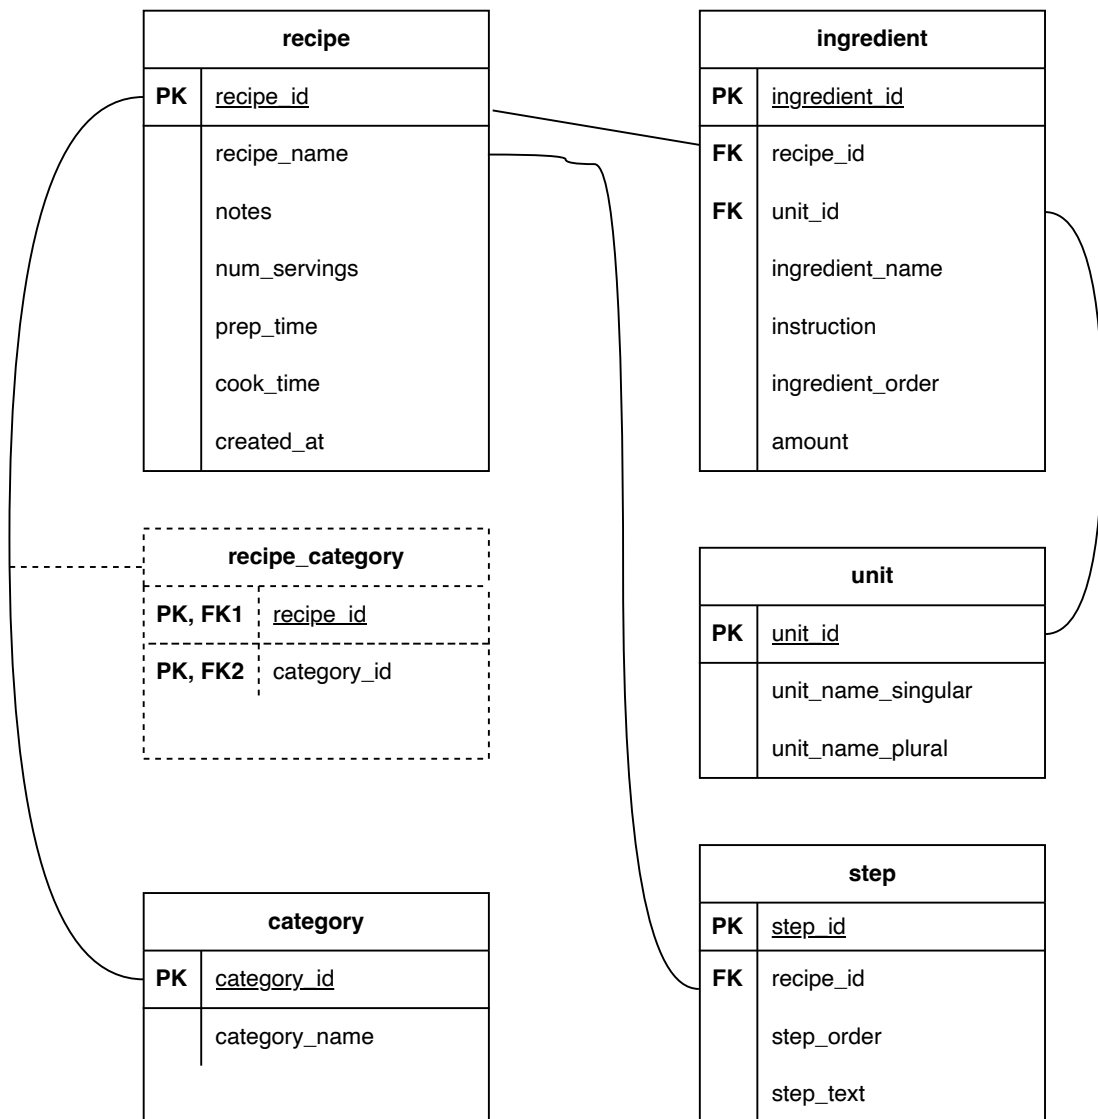 recipe
PK recipe_id
recipe_name
notes
num_servings
prep_time
cook_time
created_at
ingredient
PK ingredient_id
FK recipe_id
FK unit_id
ingredient_name
instruction
ingredient_order
amount
recipe_category
PK, FK1 recipe_id
PK, FK2 category_id
unit
PK unit_id
unit_name_singular
unit_name_plural
category
PK category_id
category_name
step
PK step_id
FK recipe_id
step_order
step_text